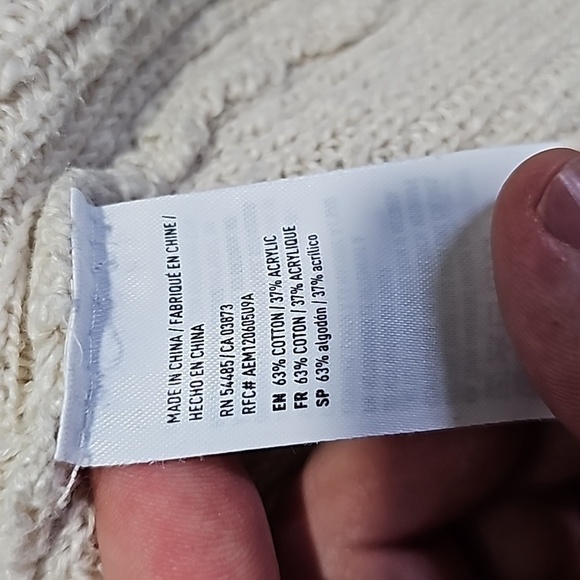 MADE IN CHINA / FABRIQUÉ EN CHINE /
HECHO EN CHINA
RN 54485 / CA 03673
RFC# AEM120605U9A
EN 63% COTTON / 37% ACRYLIC
FR 63% COTON / 37% ACRYLIQUE
SP 63% algodón / 37% acrílico